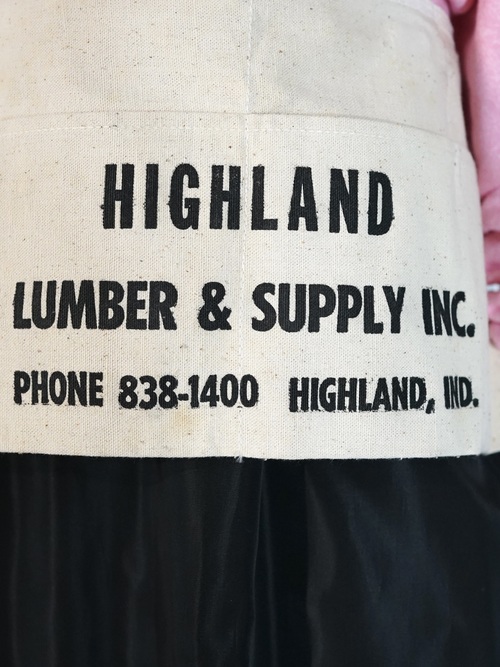 HIGHLAND
LUMBER & SUPPLY INC.
PHONE 838-1400 HIGHLAND, IND.